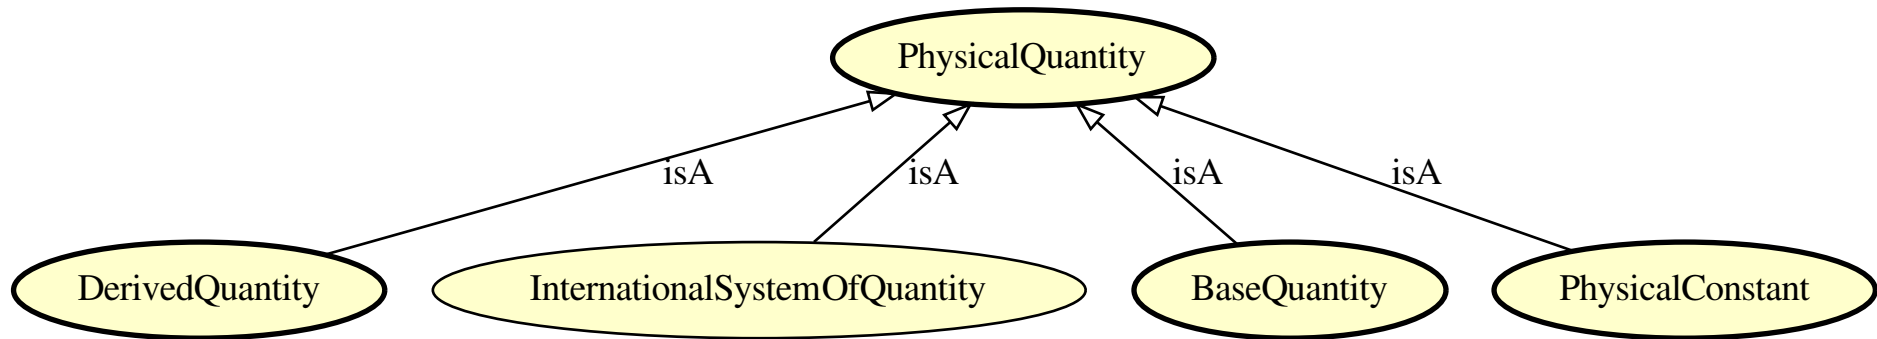 PhysicalQuantity
isA
isA
isA
isA
DerivedQuantity
InternationalSystemOfQuantity
BaseQuantity
PhysicalConstant